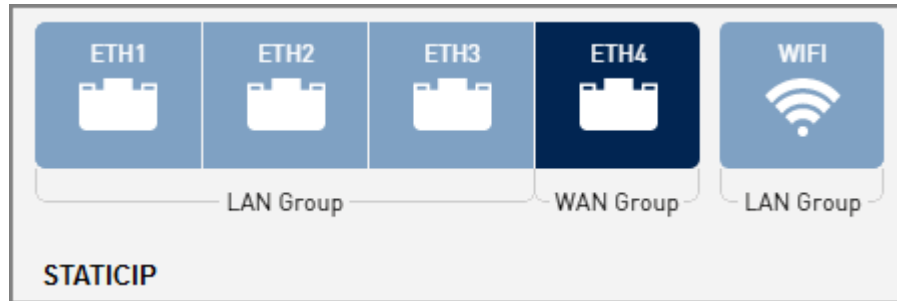 ETH1 ETH2 ETH3 ETH4 WIFI
LAN Group WAN Group LAN Group
STATICIP